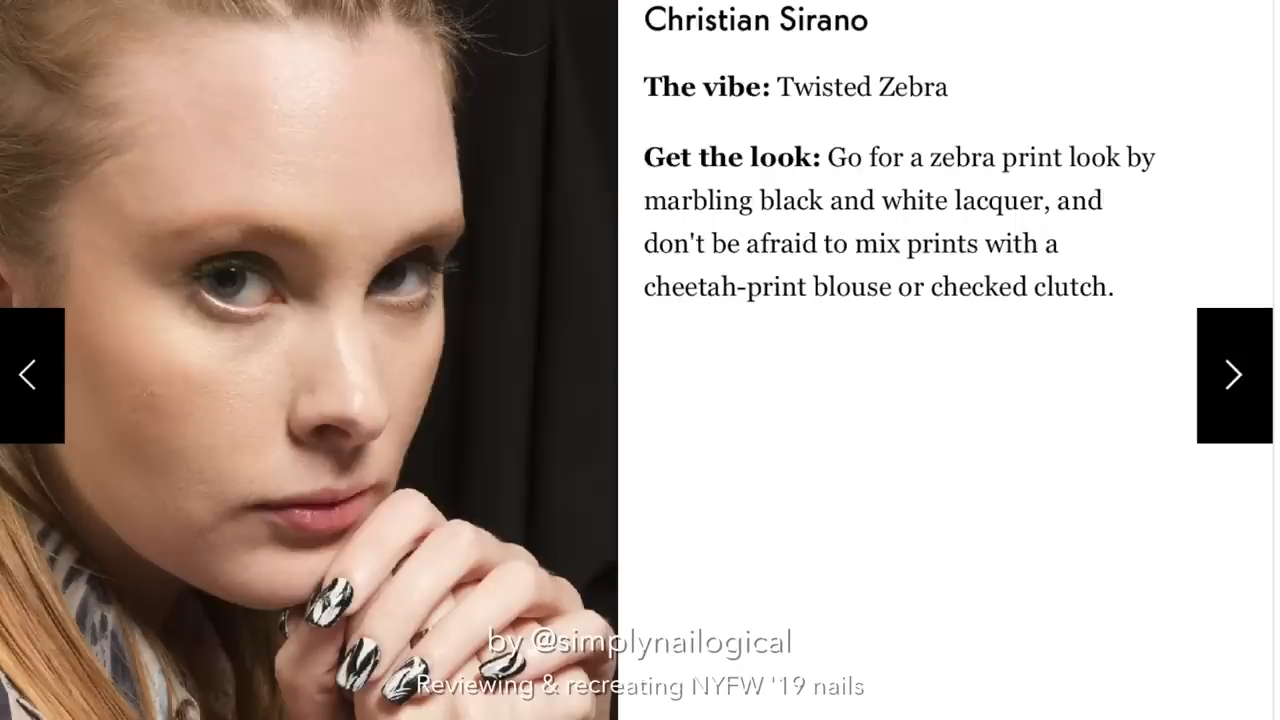 Christian Sirano
The vibe: Twisted Zebra
Get the look: Go for a zebra print look by
marbling black and white lacquer, and
don't be afraid to mix prints with a
cheetah-print blouse or checked clutch.
by @simplynailogical
Reviewing & recreating NYFW '19 nails